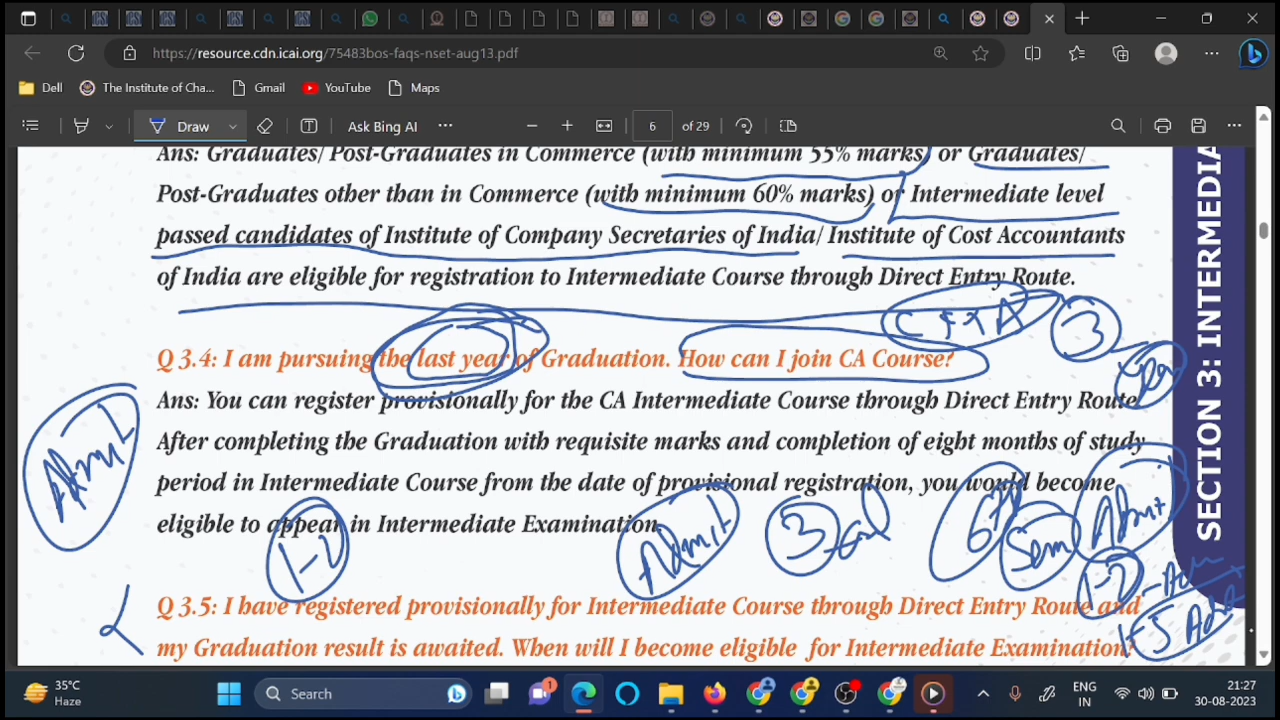 https://resource.cdn.icai.org/75483bos-faqs-nset-aug13.pdf
Dell The Institute of Cha... Gmail YouTube Maps
Draw Ask Bing AI 6 of 29
Ans: Graduates/ Post-Graduates in Commerce (with minimum 55% marks) or Graduates/
Post-Graduates other than in Commerce (with minimum 60% marks) or Intermediate level
passed candidates of Institute of Company Secretaries of India/ Institute of Cost Accountants
of India are eligible for registration to Intermediate Course through Direct Entry Route.
3
Q 3.4: I am pursuing the last year of Graduation. How can I join CA Course?
Ans: You can register provisionally for the CA Intermediate Course through Direct Entry Route.
After completing the Graduation with requisite marks and completion of eight months of study
period in Intermediate Course from the date of provisional registration, you would become
eligible to appear in Intermediate Examination.
Admit
1-2
Admit
3
6th
Sem
Admit
1-2
Q 3.5: I have registered provisionally for Intermediate Course through Direct Entry Route and
my Graduation result is awaited. When will I become eligible for Intermediate Examination?
SECTION 3: INTERMEDIA
35°C
Haze
Search
1
ENG
IN
21:27
30-08-2023